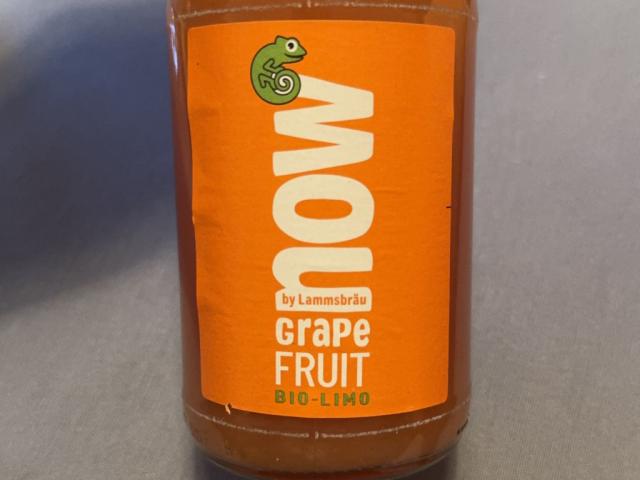 now
by Lammsbräu
GraPe
FRUIT
BIO-LIMO